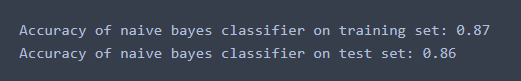 Accuracy of naive bayes classifier on training set: 0.87
Accuracy of naive bayes classifier on test set: 0.86